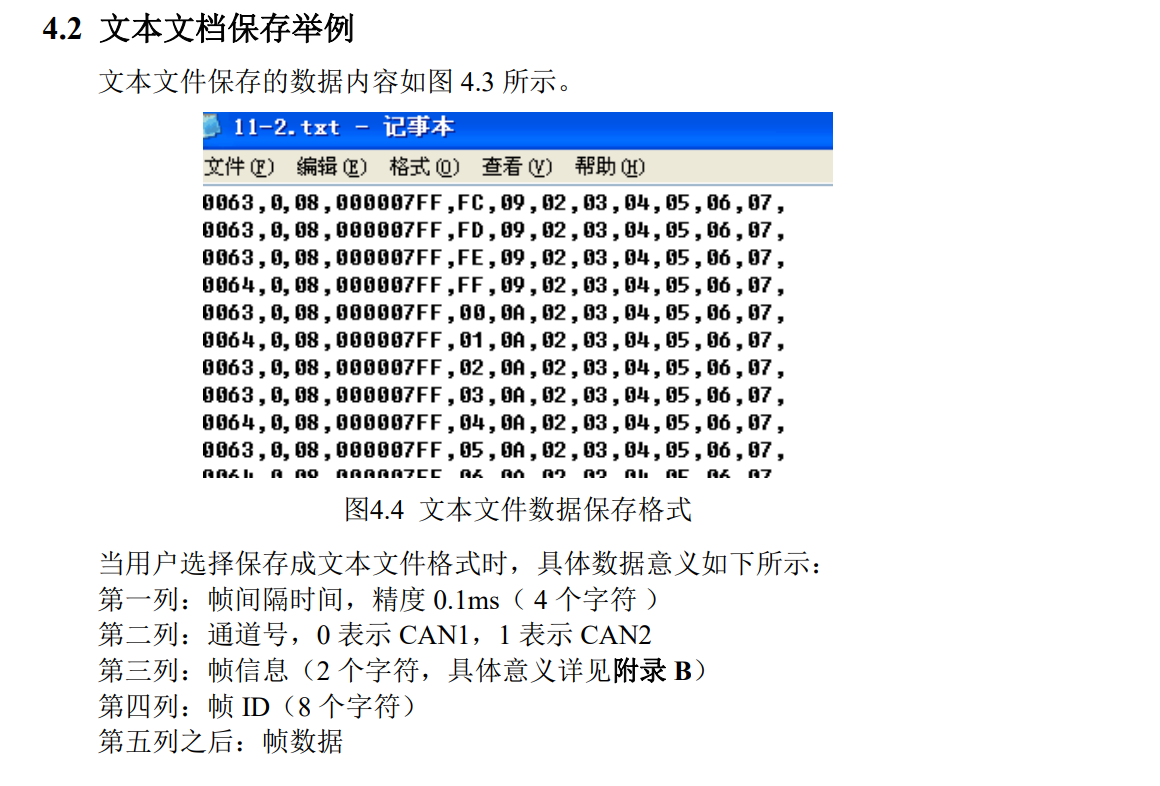 4.2 文本文档保存举例
文本文件保存的数据内容如图 4.3 所示。
11-2.txt - 记事本
文件(F) 编辑(E) 格式(O) 查看(V) 帮助(H)
0063,0,08,000007FF,FC,09,02,03,04,05,06,07,
0063,0,08,000007FF,FD,09,02,03,04,05,06,07,
0063,0,08,000007FF,FE,09,02,03,04,05,06,07,
0064,0,08,000007FF,FF,09,02,03,04,05,06,07,
0063,0,08,000007FF,00,0A,02,03,04,05,06,07,
0064,0,08,000007FF,01,0A,02,03,04,05,06,07,
0063,0,08,000007FF,02,0A,02,03,04,05,06,07,
0063,0,08,000007FF,03,0A,02,03,04,05,06,07,
0064,0,08,000007FF,04,0A,02,03,04,05,06,07,
0063,0,08,000007FF,05,0A,02,03,04,05,06,07,
图4.4 文本文件数据保存格式
当用户选择保存成文本文件格式时，具体数据意义如下所示：
第一列：帧间隔时间，精度 0.1ms（ 4 个字符 ）
第二列：通道号，0 表示 CAN1，1 表示 CAN2
第三列：帧信息（2 个字符，具体意义详见附录 B）
第四列：帧 ID（8 个字符）
第五列之后：帧数据